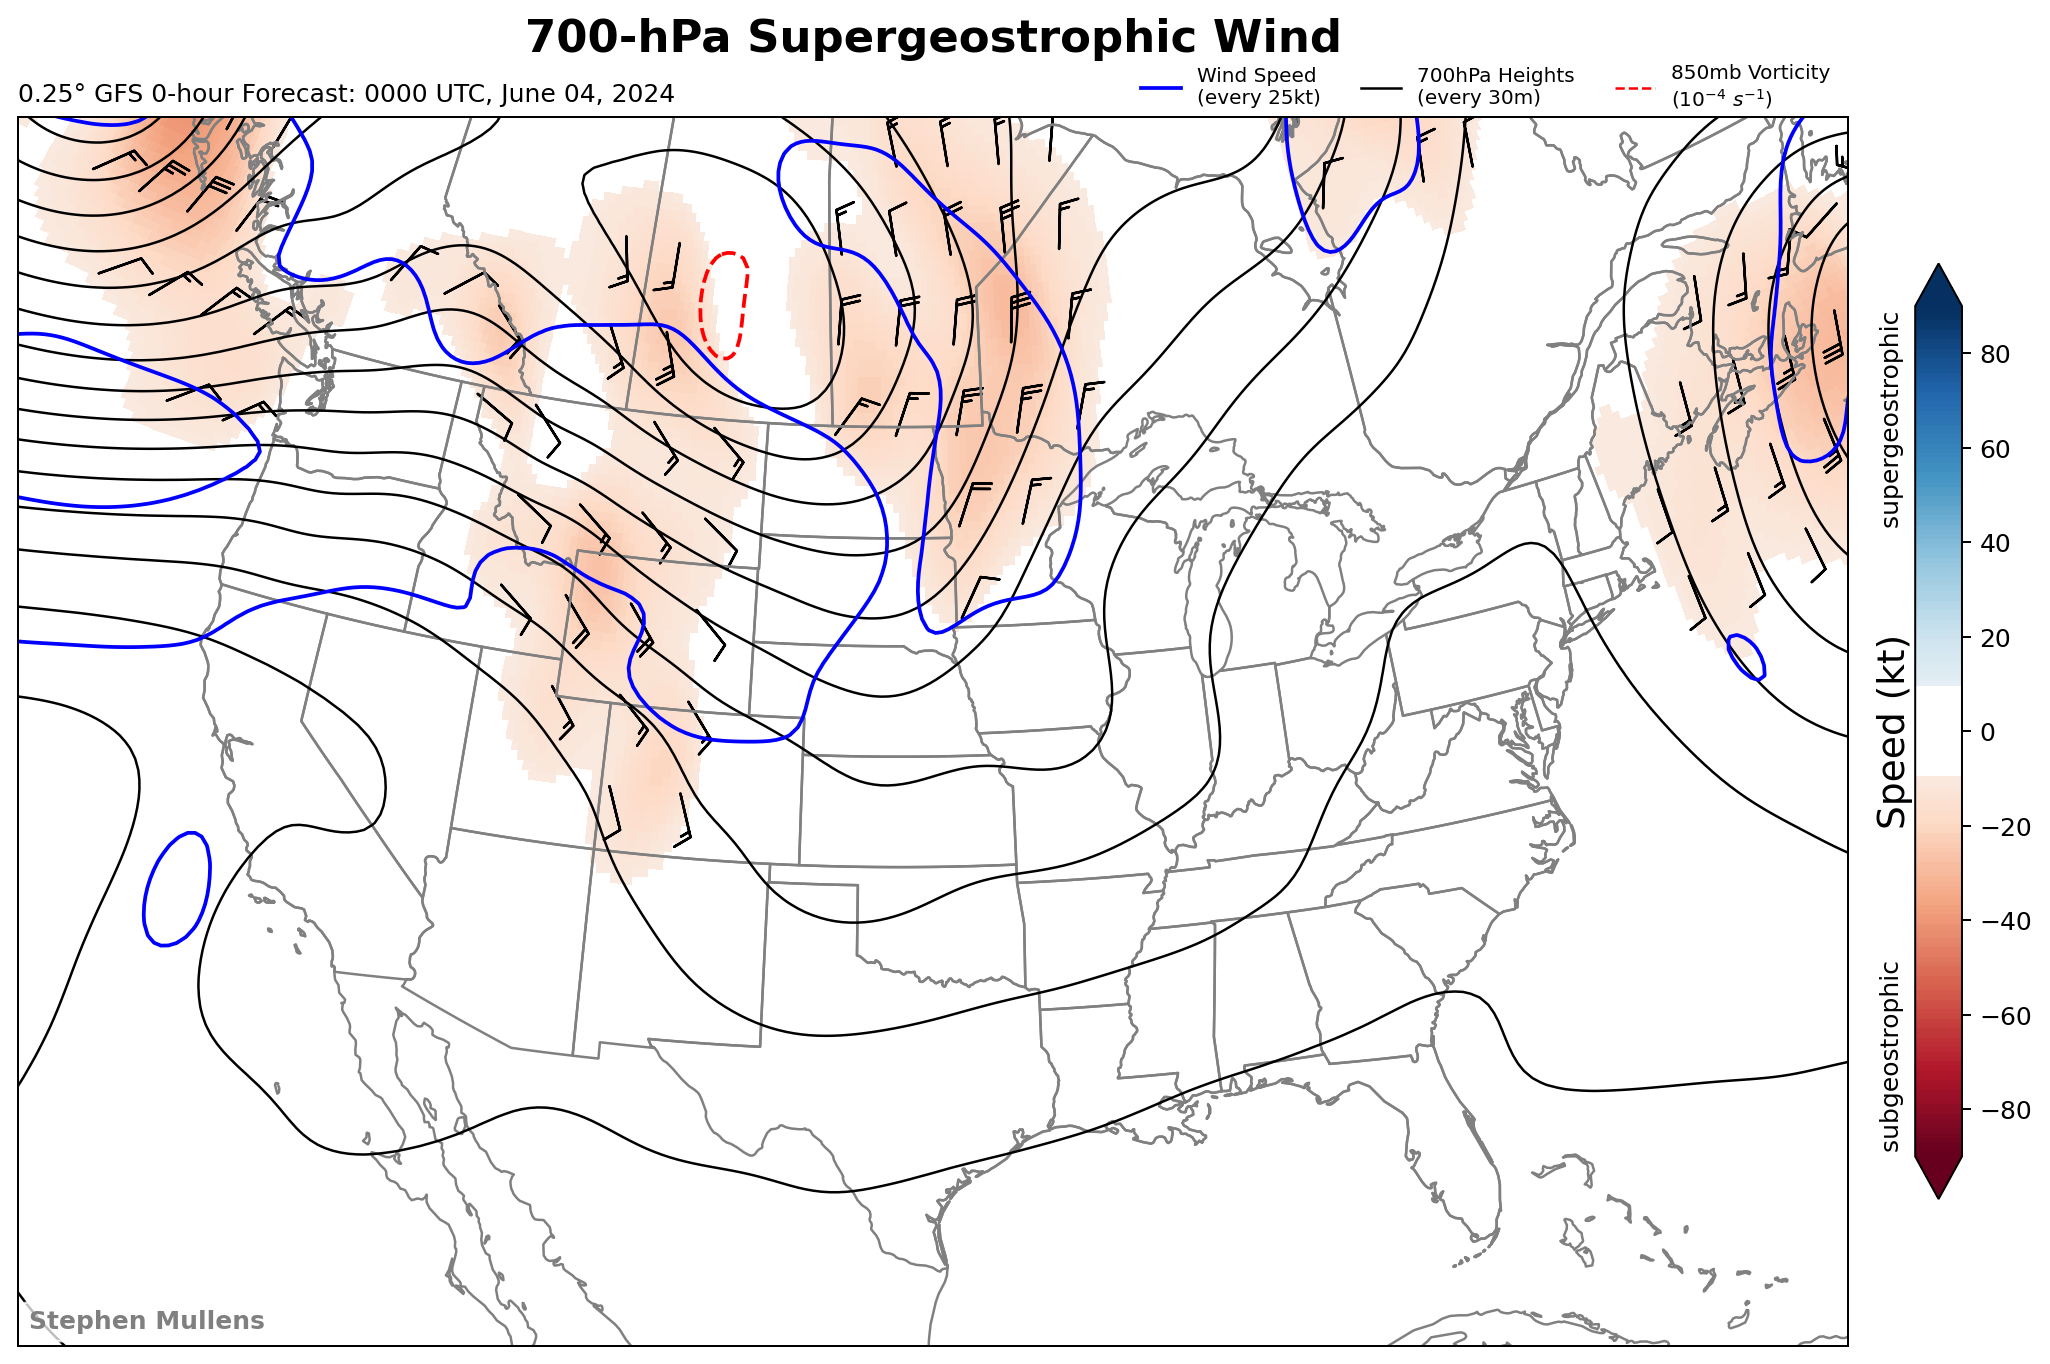 700-hPa Supergeostrophic Wind
0.25° GFS 0-hour Forecast: 0000 UTC, June 04, 2024
Wind Speed
(every 25kt)
700hPa Heights
(every 30m)
850mb Vorticity
(10⁻⁴ s⁻¹)
supergeostrophic
Speed (kt)
subgeostrophic
80
60
40
20
0
−20
−40
−60
−80
Stephen Mullens